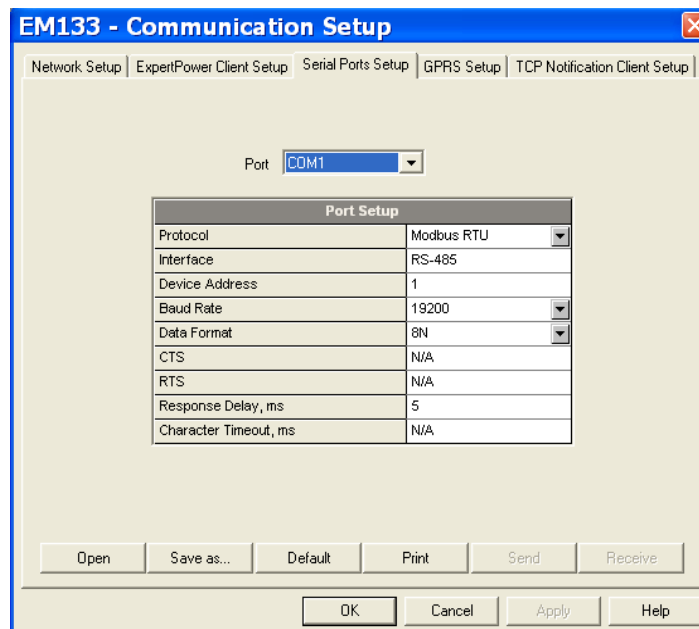 EM133 - Communication Setup
Network Setup ExpertPower Client Setup Serial Ports Setup GPRS Setup TCP Notification Client Setup
Port COM1
Port Setup
Protocol Modbus RTU
Interface RS-485
Device Address 1
Baud Rate 19200
Data Format 8N
CTS N/A
RTS N/A
Response Delay, ms 5
Character Timeout, ms N/A
Open Save as... Default Print Send Receive
OK Cancel Apply Help